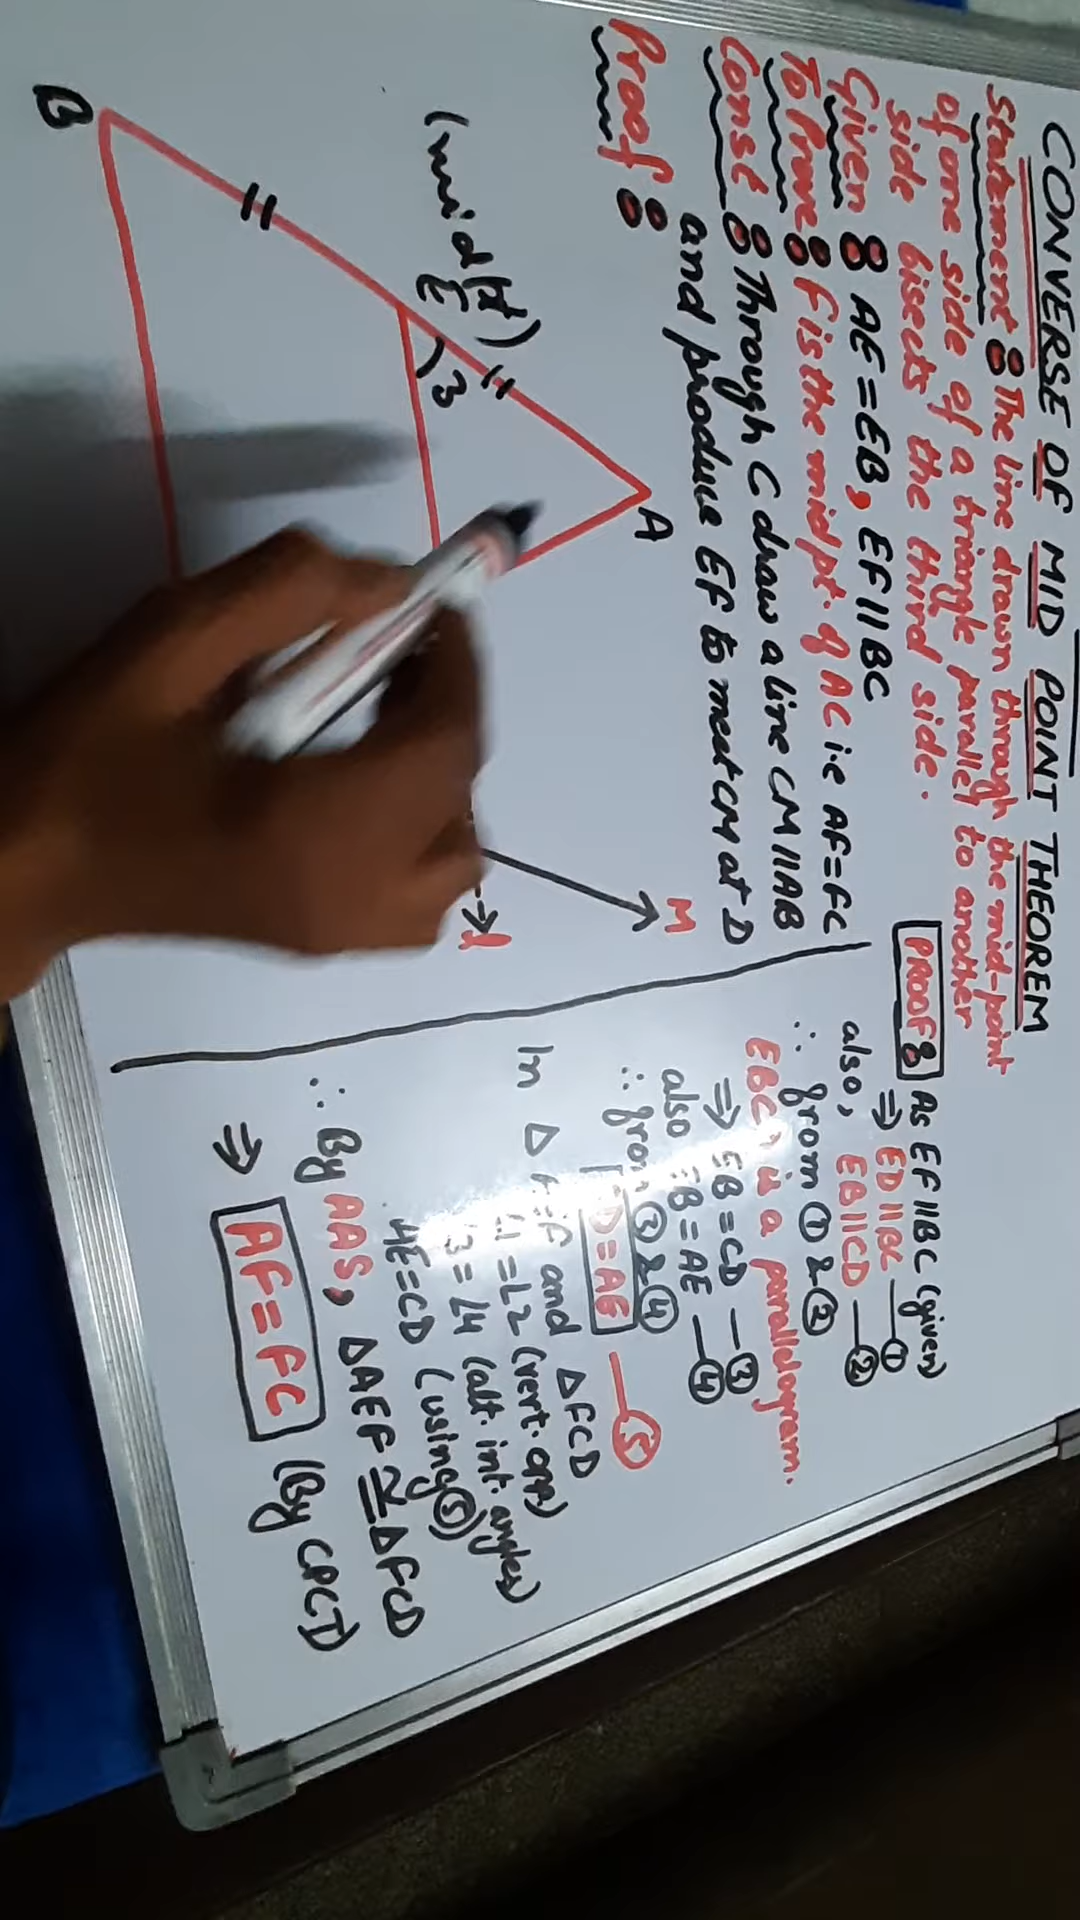 CONVERSE OF MID POINT THEOREM
Statement : The line drawn through the mid-point
of one side of a triangle parallel to another
side bisects the third side.
Given : AE=EB, EF||BC
To Prove : F is the midpt. of AC i.e AF=FC
Const : Through C draw a line CM||AB
and produce EF to meet CM at D
Proof :
A
(mid pt)
E
3
B
M
l
PROOF : As EF||BC (given)
⇒ ED||BC —①
also, EB||CD —②
∴ from ① & ②
is a parallelogram.
⇒ EB=CD —③
also EB=AE —④
∴ from ③ & ④
CD=AE —⑤
In Δ AEF and ΔFCD
∠1=∠2 (vert. opp)
∠3=∠4 (alt. int. angles)
AE=CD (using ⑤)
∴ By AAS, ΔAEF ≅ ΔFCD
⇒ AF=FC (By CPCT)